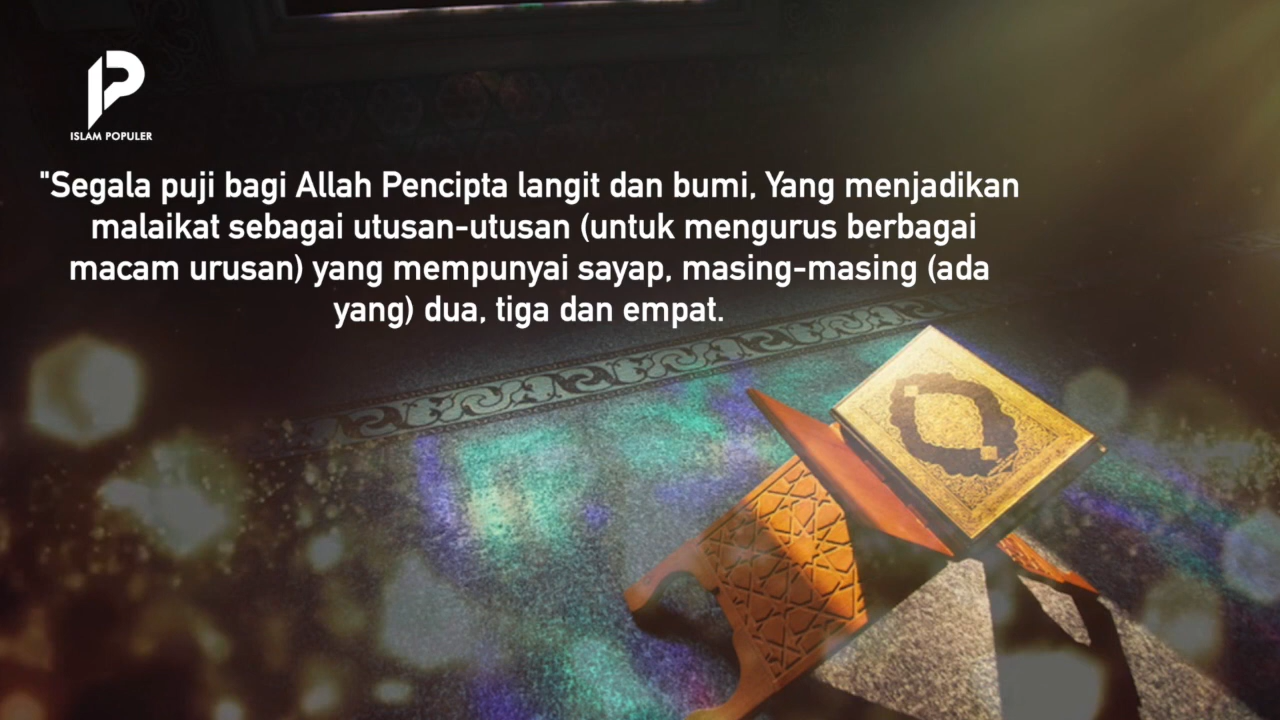 ISLAM POPULER
"Segala puji bagi Allah Pencipta langit dan bumi, Yang menjadikan
malaikat sebagai utusan-utusan (untuk mengurus berbagai
macam urusan) yang mempunyai sayap, masing-masing (ada
yang) dua, tiga dan empat.